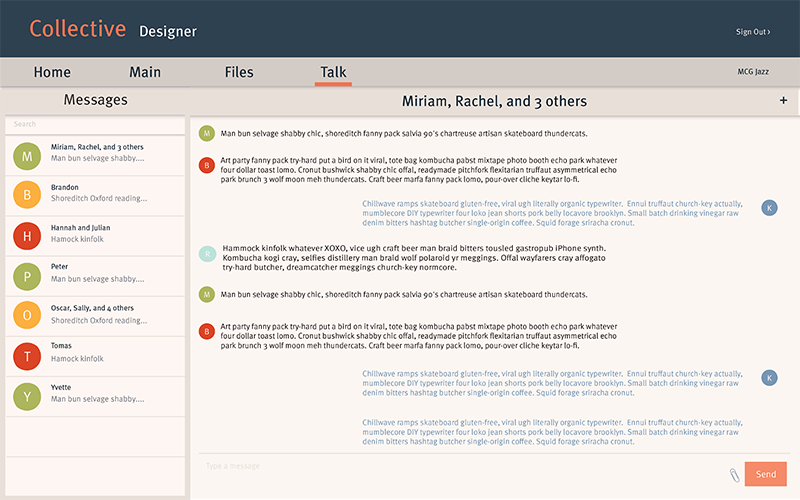 Collective Designer
Sign Out ›
Home Main Files Talk
MCG Jazz
Messages
Search
M
Miriam, Rachel, and 3 others
Man bun selvage shabby....
B
Brandon
Shoreditch Oxford reading...
H
Hannah and Julian
Hamock kinfolk
P
Peter
Man bun selvage shabby....
O
Oscar, Sally, and 4 others
Shoreditch Oxford reading...
T
Tomas
Hamock kinfolk
Y
Yvette
Man bun selvage shabby....
Miriam, Rachel, and 3 others
+
M
Man bun selvage shabby chic, shoreditch fanny pack salvia 90's chartreuse artisan skateboard thundercats.
B
Art party fanny pack try-hard put a bird on it viral, tote bag kombucha pabst mixtape photo booth echo park whatever
four dollar toast lomo. Cronut bushwick shabby chic offal, readymade pitchfork flexitarian truffaut asymmetrical echo
park brunch 3 wolf moon meh thundercats. Craft beer marfa fanny pack lomo, pour-over cliche keytar lo-fi.
Chillwave ramps skateboard gluten-free, viral ugh literally organic typewriter. Ennui truffaut church-key actually,
mumblecore DIY typewriter four loko jean shorts pork belly locavore brooklyn. Small batch drinking vinegar raw
denim bitters hashtag butcher single-origin coffee. Squid forage sriracha cronut.
K
R
Hammock kinfolk whatever XOXO, vice ugh craft beer man braid bitters tousled gastropub iPhone synth.
Kombucha kogi cray, selfies distillery man braid wolf polaroid yr meggings. Offal wayfarers cray affogato
try-hard butcher, dreamcatcher meggings church-key normcore.
M
Man bun selvage shabby chic, shoreditch fanny pack salvia 90's chartreuse artisan skateboard thundercats.
B
Art party fanny pack try-hard put a bird on it viral, tote bag kombucha pabst mixtape photo booth echo park whatever
four dollar toast lomo. Cronut bushwick shabby chic offal, readymade pitchfork flexitarian truffaut asymmetrical echo
park brunch 3 wolf moon meh thundercats. Craft beer marfa fanny pack lomo, pour-over cliche keytar lo-fi.
Chillwave ramps skateboard gluten-free, viral ugh literally organic typewriter. Ennui truffaut church-key actually,
mumblecore DIY typewriter four loko jean shorts pork belly locavore brooklyn. Small batch drinking vinegar raw
denim bitters hashtag butcher single-origin coffee. Squid forage sriracha cronut.
K
Chillwave ramps skateboard gluten-free, viral ugh literally organic typewriter. Ennui truffaut church-key actually,
mumblecore DIY typewriter four loko jean shorts pork belly locavore brooklyn. Small batch drinking vinegar raw
denim bitters hashtag butcher single-origin coffee. Squid forage sriracha cronut.
Type a message
Send